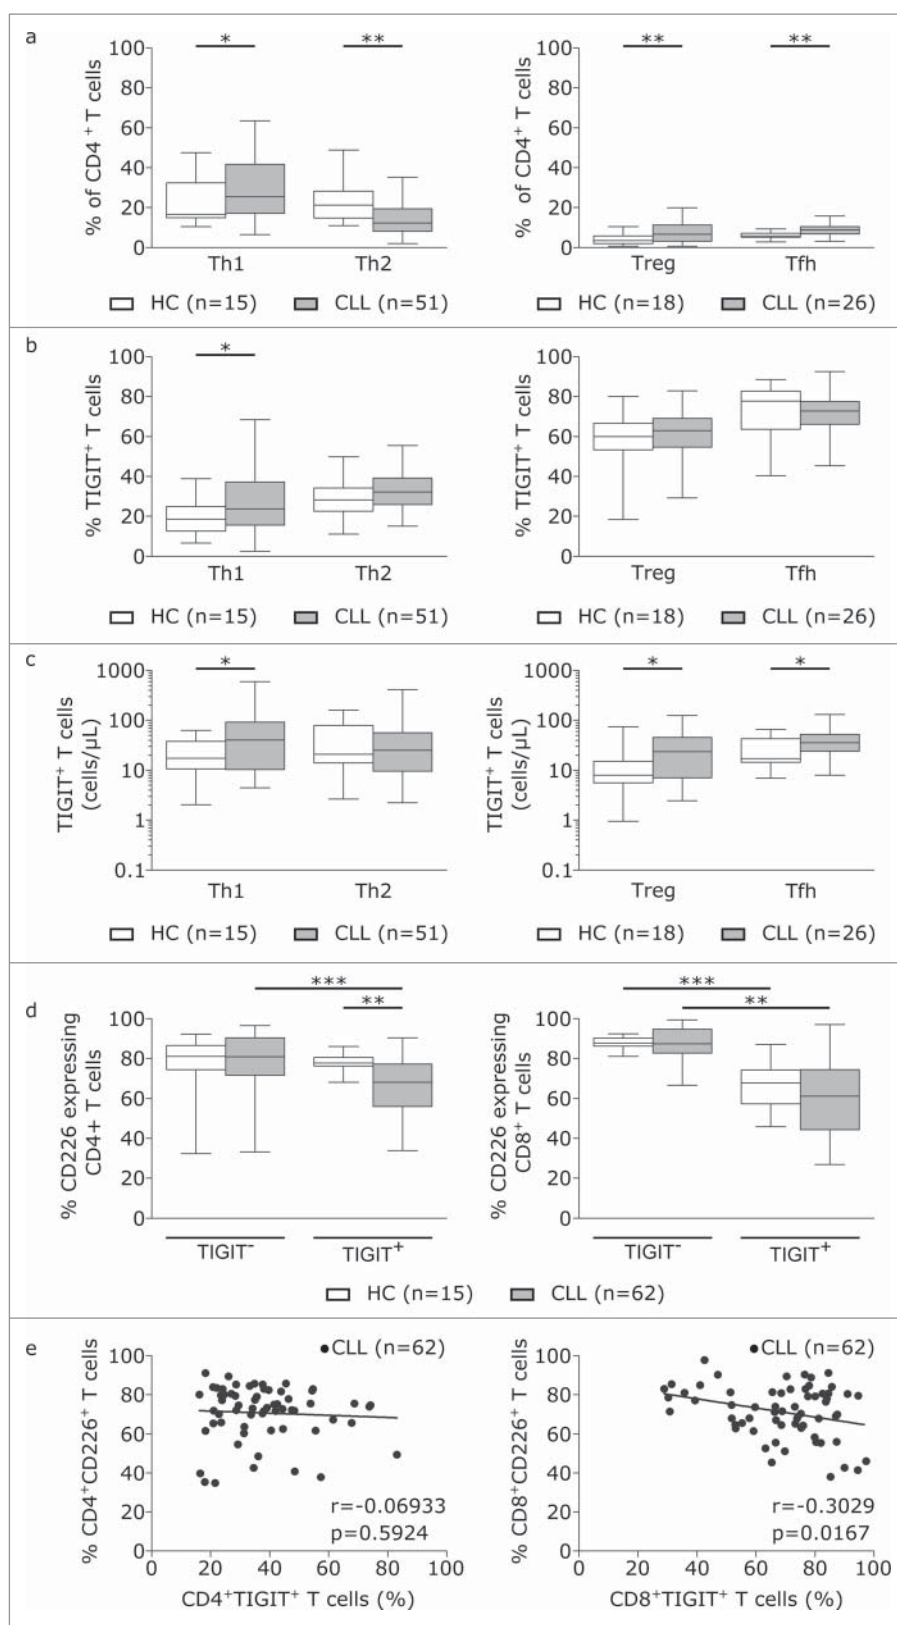 a
* **
100
80
60
40
20
0
% of CD4 + T cells
Th1 Th2
HC (n=15) CLL (n=51)
** **
100
80
60
40
20
0
% of CD4+ T cells
Treg Tfh
HC (n=18) CLL (n=26)
b
*
100
80
60
40
20
0
% TIGIT+ T cells
Th1 Th2
HC (n=15) CLL (n=51)
100
80
60
40
20
0
% TIGIT+ T cells
Treg Tfh
HC (n=18) CLL (n=26)
c
*
1000
100
10
1
0.1
TIGIT+ T cells
(cells/µL)
Th1 Th2
HC (n=15) CLL (n=51)
* *
1000
100
10
1
0.1
TIGIT+ T cells
(cells/µL)
Treg Tfh
HC (n=18) CLL (n=26)
d
***
**
100
80
60
40
20
0
% CD226 expressing
CD4+ T cells
TIGIT- TIGIT+
***
**
100
80
60
40
20
0
% CD226 expressing
CD8+ T cells
TIGIT- TIGIT+
HC (n=15) CLL (n=62)
e
CLL (n=62)
100
80
60
40
20
0
% CD4+CD226+ T cells
r=-0.06933
p=0.5924
0 20 40 60 80 100
CD4+TIGIT+ T cells (%)
CLL (n=62)
100
80
60
40
20
0
% CD8+CD226+ T cells
r=-0.3029
p=0.0167
0 20 40 60 80 100
CD8+TIGIT+ T cells (%)